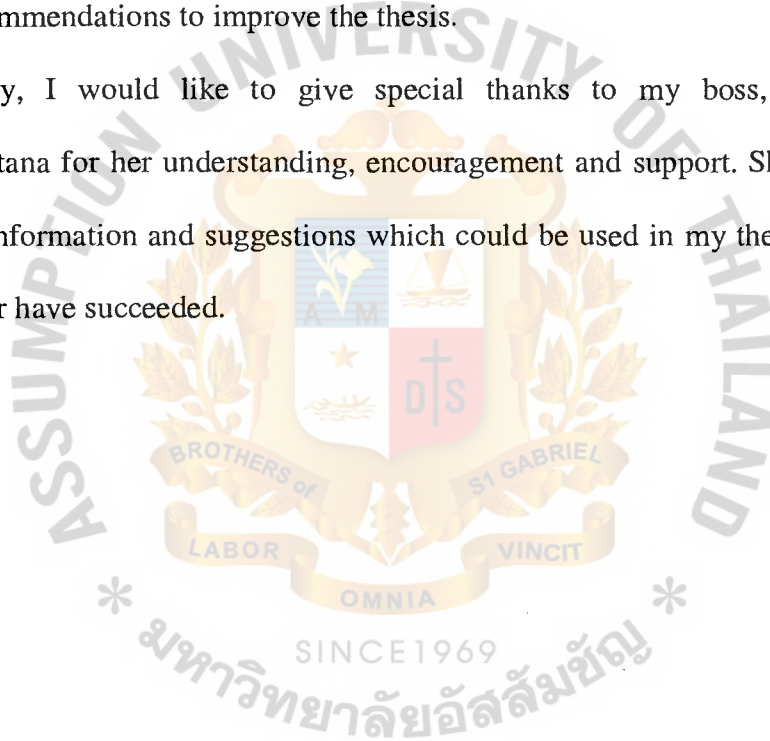 ommendations to improve the thesis.
y, I would like to give special thanks to my boss,
tana for her understanding, encouragement and support. Sl
nformation and suggestions which could be used in my the
r have succeeded.
ASSUMPTION UNIVERSITY OF THAILAND
A M
D S
BROTHERS of ST GABRIEL
LABOR
OMNIA
VINCIT
SINCE1969
* มหาวิทยาลัยอัสสัมชัญ *